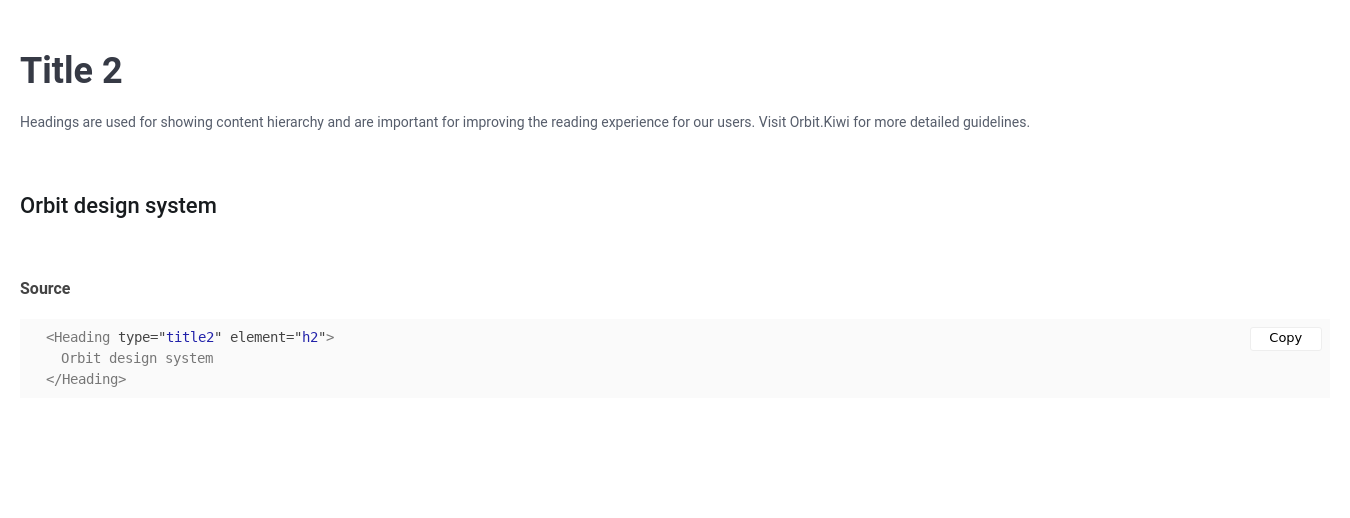 Title 2
Headings are used for showing content hierarchy and are important for improving the reading experience for our users. Visit Orbit.Kiwi for more detailed guidelines.
Orbit design system
Source
<Heading type="title2" element="h2">
Copy
Orbit design system
</Heading>